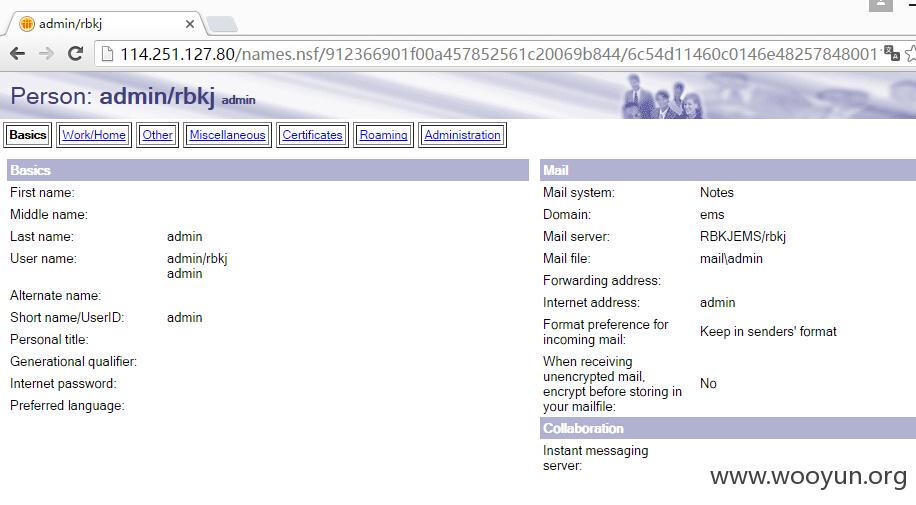 admin/rbkj
114.251.127.80/names.nsf/912366901f00a457852561c20069b844/6c54d11460c0146e48257848001
Person: admin/rbkj admin
Basics Work/Home Other Miscellaneous Certificates Roaming Administration
Basics
First name:
Middle name:
Last name: admin
User name: admin/rbkj
admin
Alternate name:
Short name/UserID: admin
Personal title:
Generational qualifier:
Internet password:
Preferred language:
Mail
Mail system: Notes
Domain: ems
Mail server: RBKJEMS/rbkj
Mail file: mail\admin
Forwarding address:
Internet address: admin
Format preference for
incoming mail: Keep in senders' format
When receiving
unencrypted mail,
encrypt before storing in
your mailfile: No
Collaboration
Instant messaging
server:
www.wooyun.org